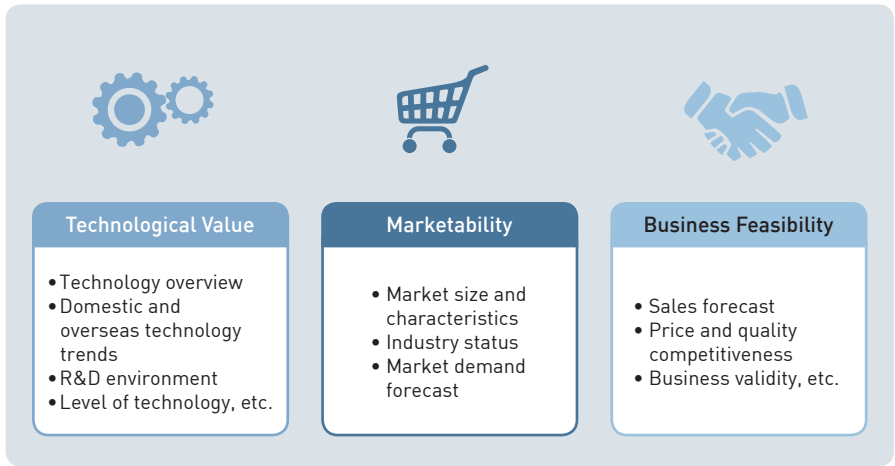 Technological Value
• Technology overview
• Domestic and
overseas technology
trends
• R&D environment
• Level of technology, etc.
Marketability
• Market size and
characteristics
• Industry status
• Market demand
forecast
Business Feasibility
• Sales forecast
• Price and quality
competitiveness
• Business validity, etc.